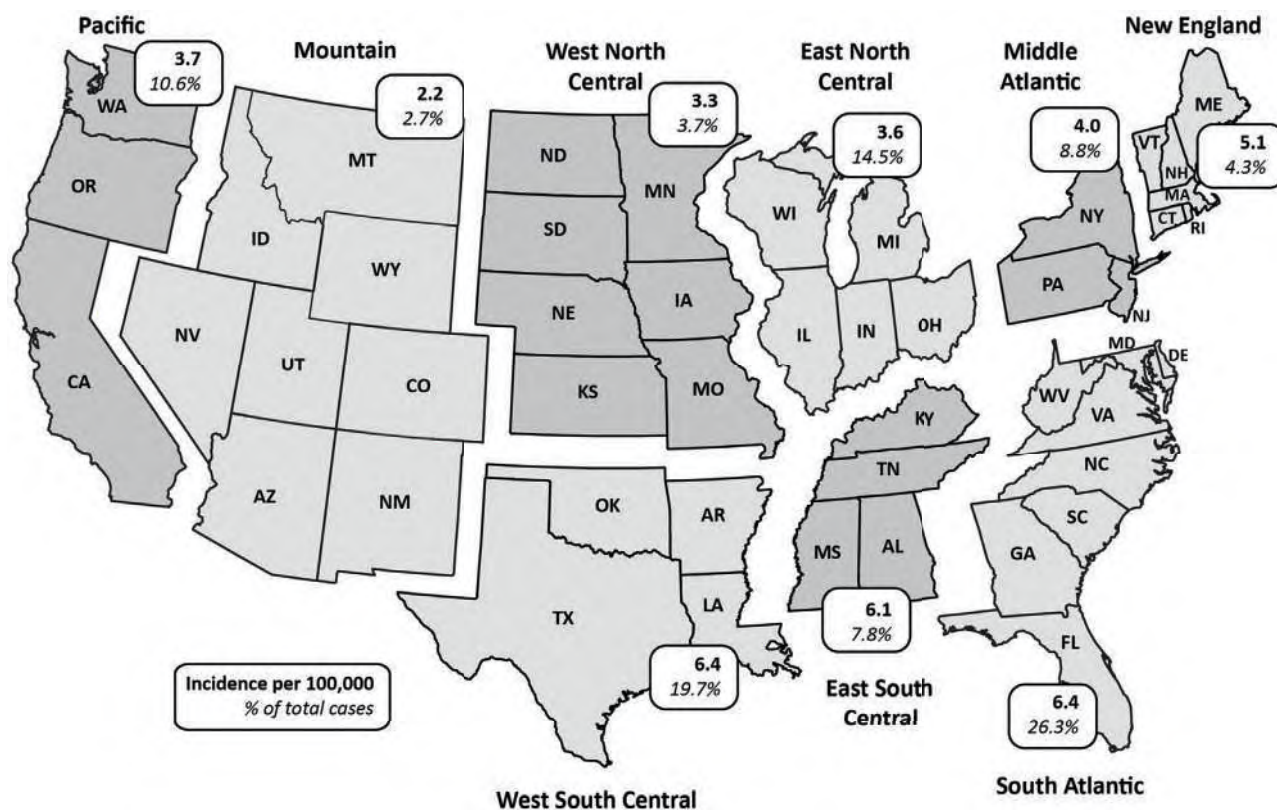 Pacific
3.7
10.6%
WA
OR
CA
Mountain
2.2
2.7%
MT
ID
WY
NV
UT
CO
AZ
NM
West North
Central
3.3
3.7%
ND
MN
SD
IA
NE
KS
MO
East North
Central
3.6
14.5%
WI
MI
IL
IN
OH
Middle
Atlantic
4.0
8.8%
NY
PA
NJ
New England
5.1
4.3%
ME
VT
NH
MA
CT
RI
MD
DE
WV
VA
NC
SC
GA
FL
6.4
26.3%
South Atlantic
KY
TN
MS
AL
6.1
7.8%
East South
Central
OK
AR
TX
LA
6.4
19.7%
West South Central
Incidence per 100,000
% of total cases